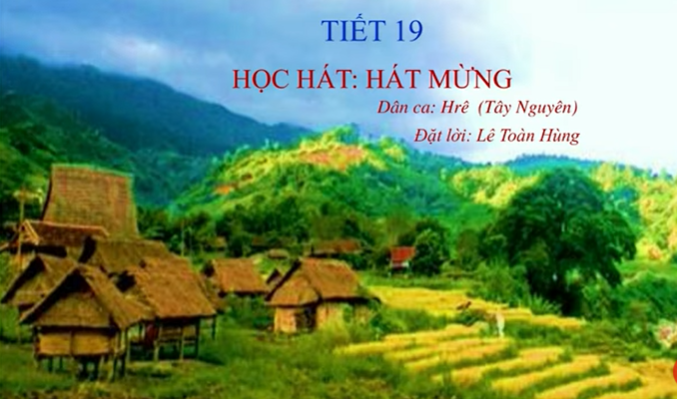 TIẾT 19
HỌC HÁT: HÁT MỪNG
Dân ca: Hrê (Tây Nguyên)
Đặt lời: Lê Toàn Hùng